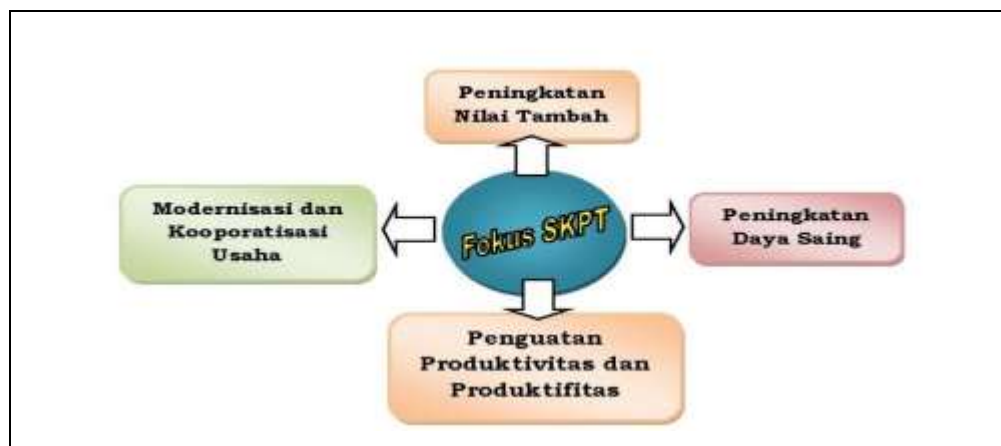 Peningkatan
Nilai Tambah
Modernisasi dan
Kooporatisasi
Usaha
Fokus SKPT
Peningkatan
Daya Saing
Penguatan
Produktivitas dan
Produktifitas